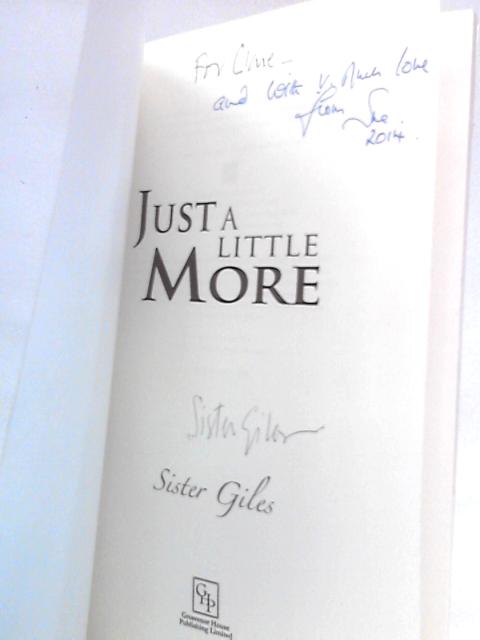 For Clive –
and with v. Much love
from Sue.
2014.
JUST A
LITTLE
MORE
Sister Giles
Sister Giles
GHP
Grosvenor House
Publishing Limited